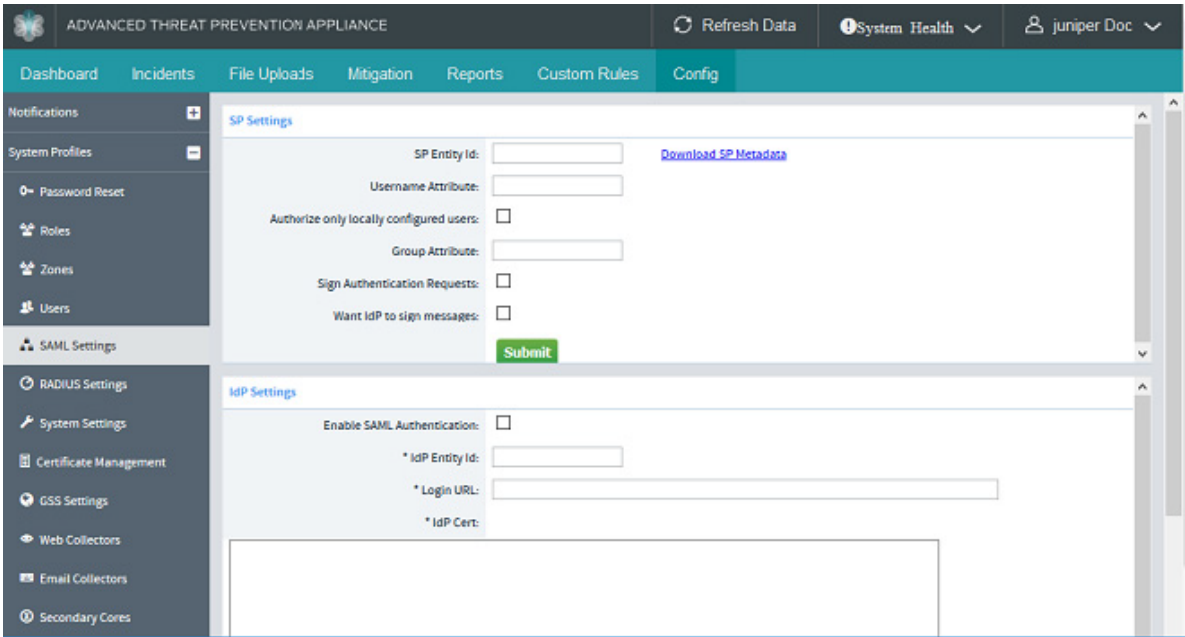 ADVANCED THREAT PREVENTION APPLIANCE
Refresh Data
System Health
juniper Doc
Dashboard Incidents File Uploads Mitigation Reports Custom Rules Config
Notifications
System Profiles
Password Reset
Roles
Zones
Users
SAML Settings
RADIUS Settings
System Settings
Certificate Management
GSS Settings
Web Collectors
Email Collectors
Secondary Cores
SP Settings
SP Entity Id:
Download SP Metadata
Username Attribute:
Authorize only locally configured users:
Group Attribute:
Sign Authentication Requests:
Want IdP to sign messages:
Submit
IdP Settings
Enable SAML Authentication:
* IdP Entity Id:
* Login URL:
* IdP Cert: